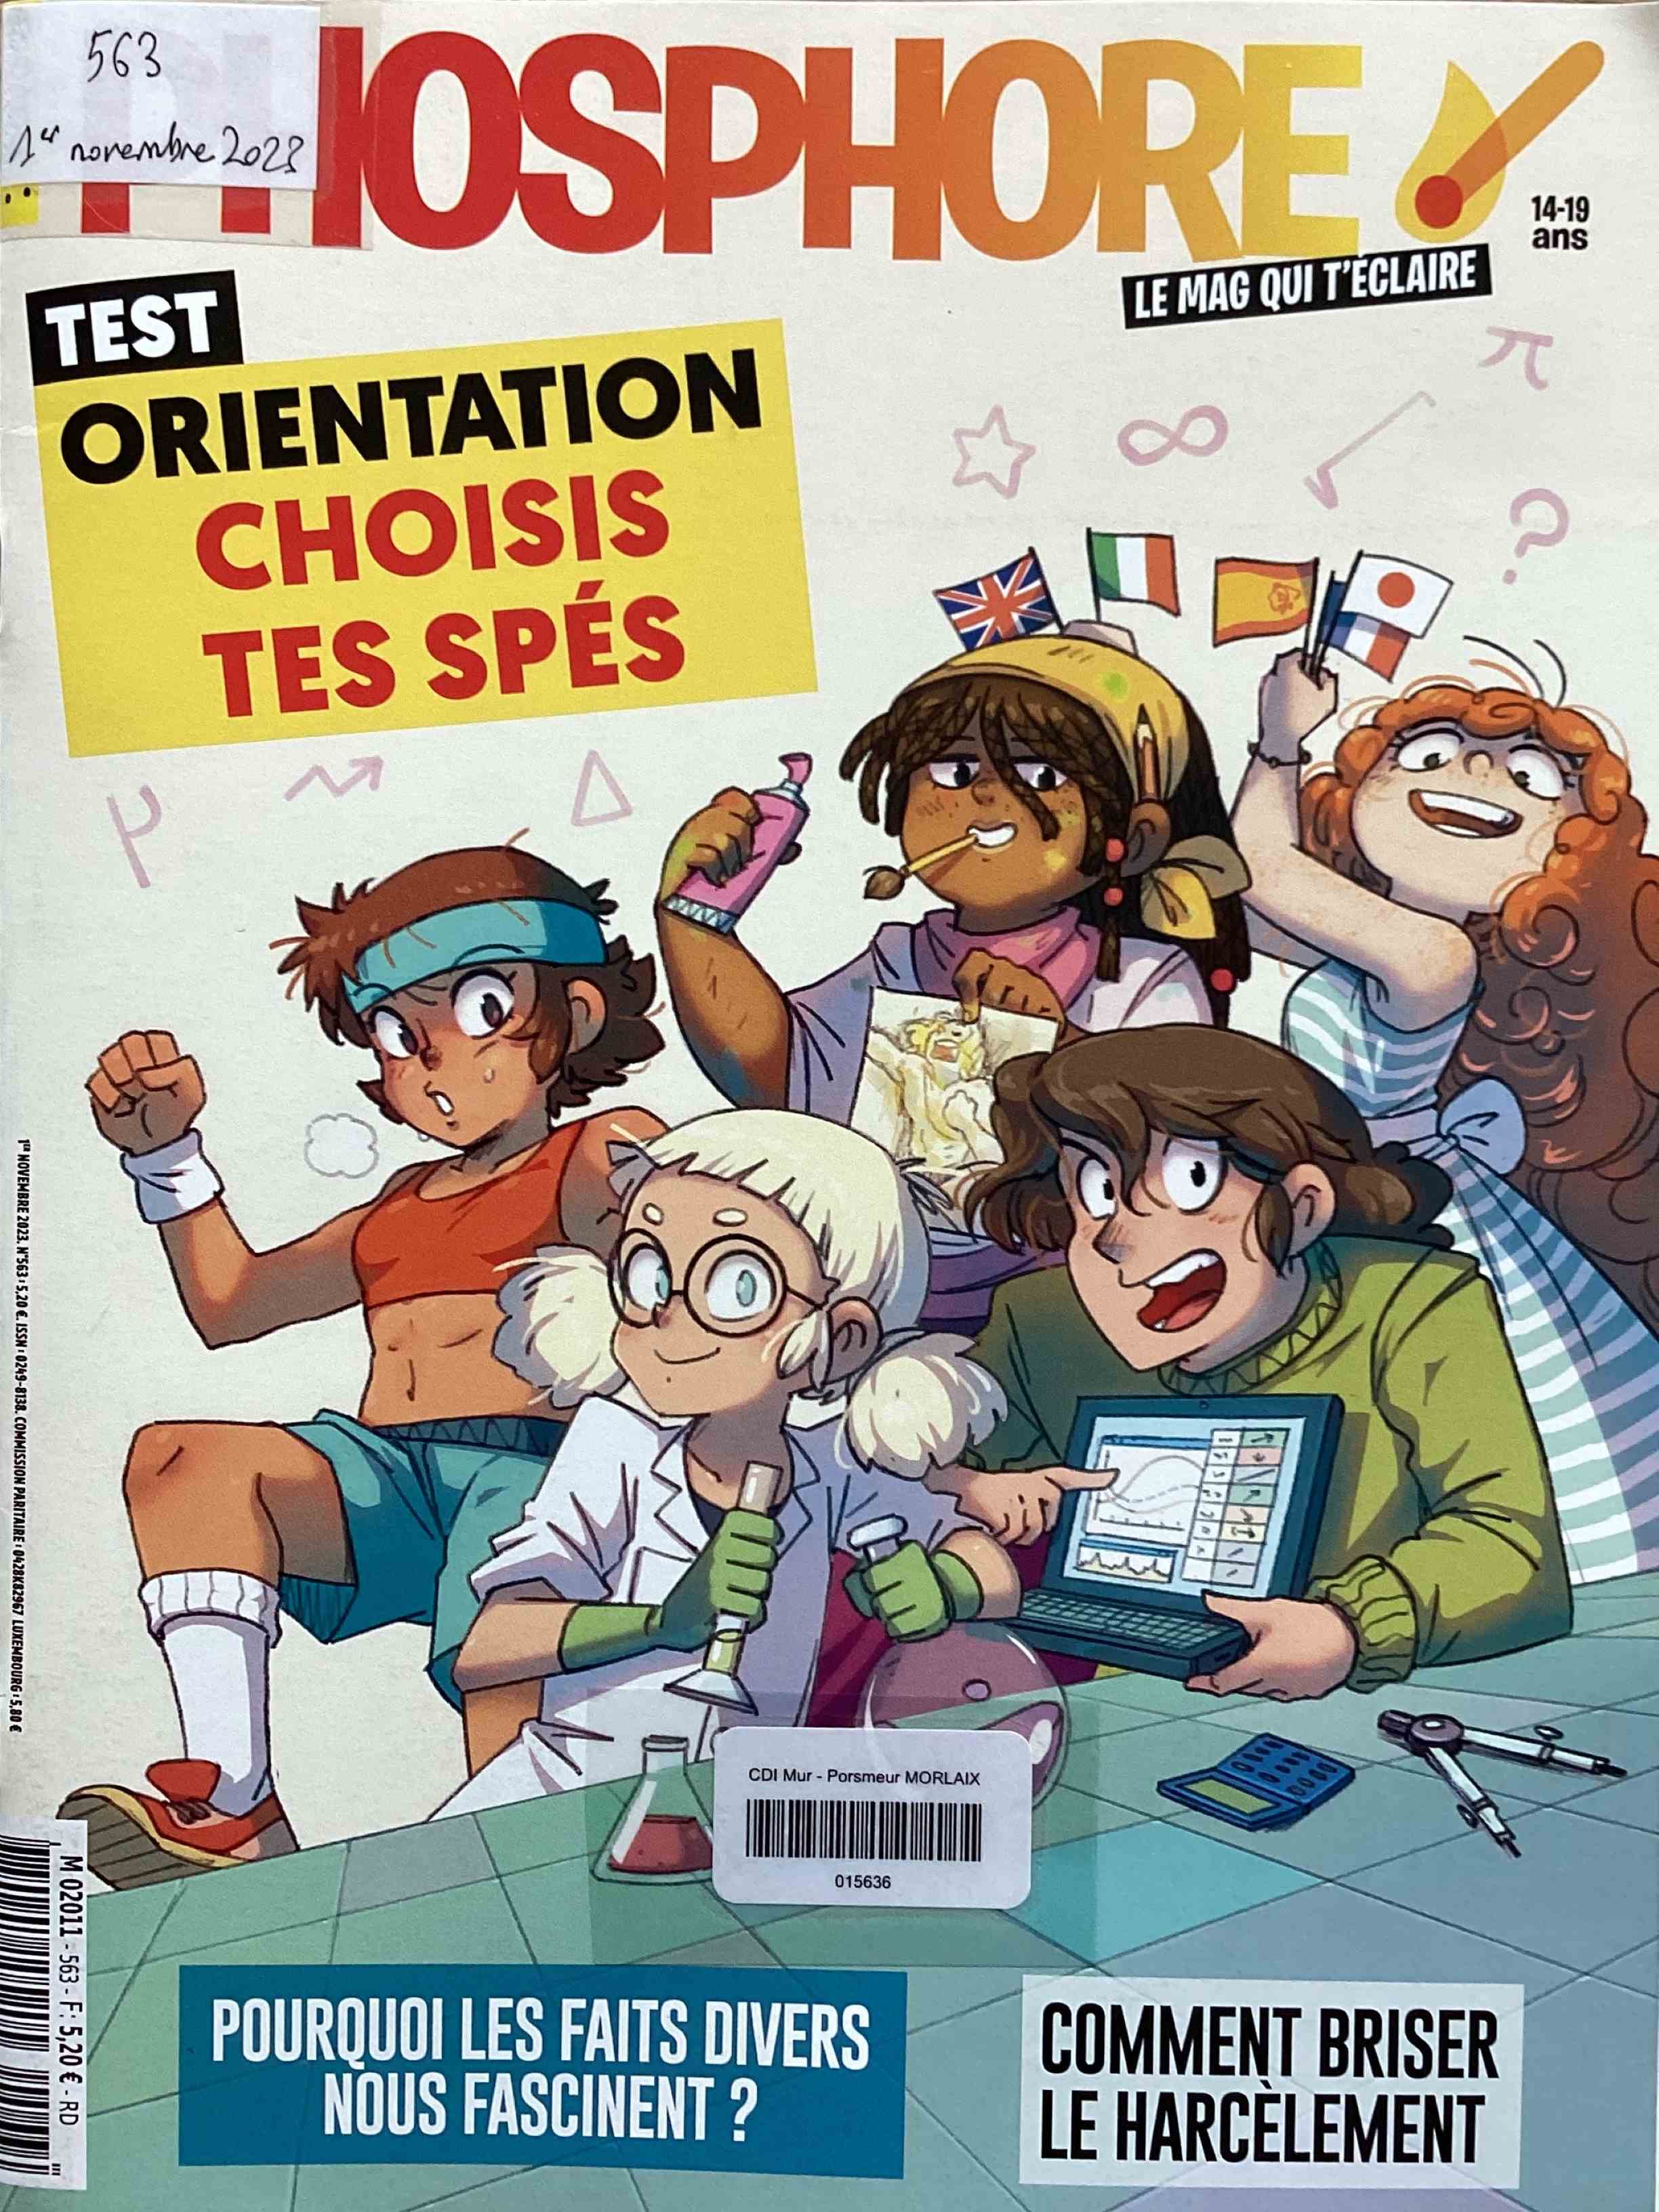 563
1er novembre 2023
PHOSPHORE
14-19
ans
LE MAG QUI T'ÉCLAIRE
TEST
ORIENTATION
CHOISIS
TES SPÉS
π
∞
?
1ER NOVEMBRE 2023. N°563 : 5,20 €. ISSN : 0249-8138. COMMISSION PARITAIRE : 0428K82967 LUXEMBOURG : 5,80 €
CDI Mur - Porsmeur MORLAIX
015636
M 02011 - 563 - F: 5,20 € - RD
POURQUOI LES FAITS DIVERS
NOUS FASCINENT ?
COMMENT BRISER
LE HARCÈLEMENT